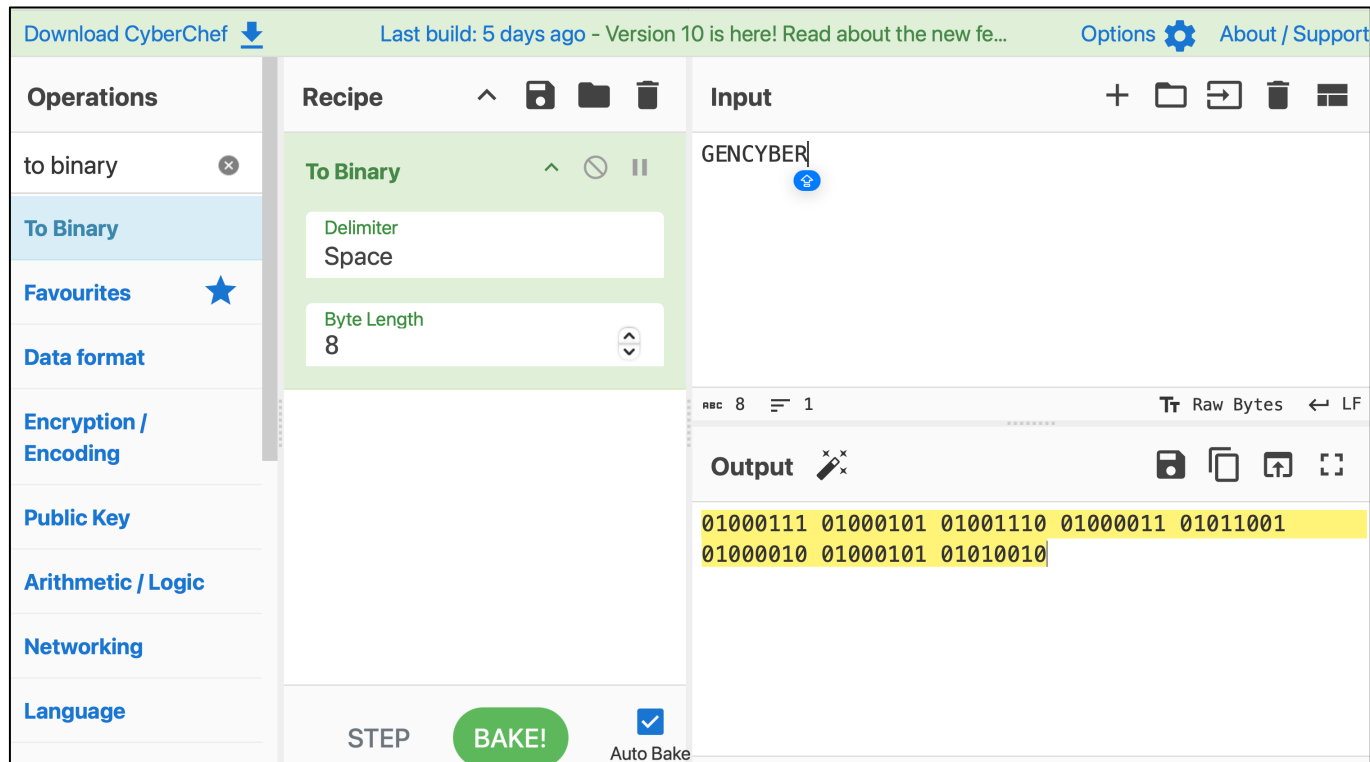 Download CyberChef
Last build: 5 days ago - Version 10 is here! Read about the new fe...
Options
About / Support
Operations
to binary
To Binary
Favourites
Data format
Encryption /
Encoding
Public Key
Arithmetic / Logic
Networking
Language
Recipe
To Binary
Delimiter
Space
Byte Length
8
STEP
BAKE!
Auto Bake
Input
GENCYBER
ABC 8 1
Tт Raw Bytes LF
Output
01000111 01000101 01001110 01000011 01011001
01000010 01000101 01010010